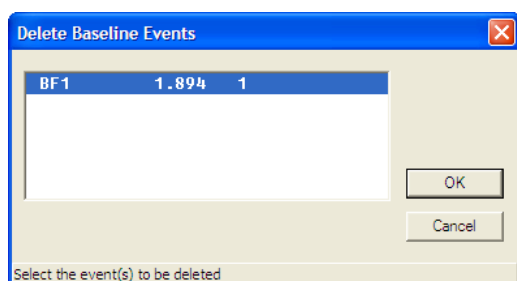 Delete Baseline Events
BF1 1.894 1
OK
Cancel
Select the event(s) to be deleted